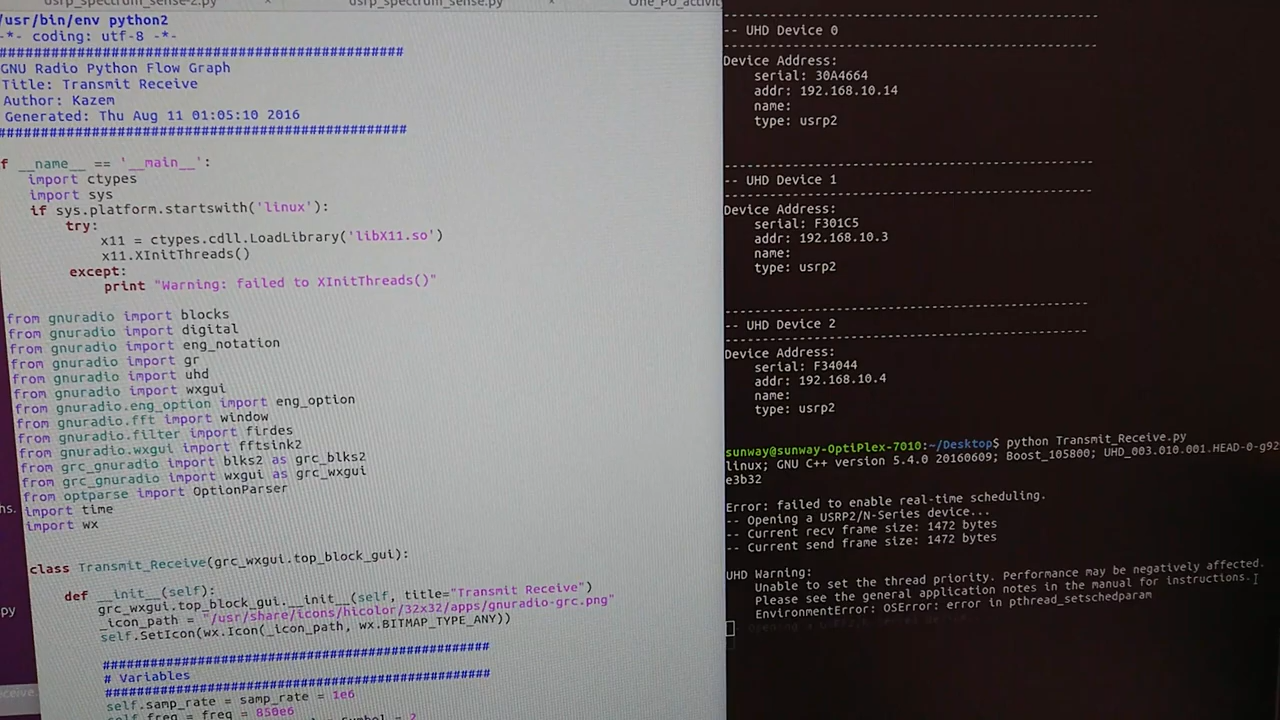 usrp_spectrum_sense-2.py × usrp_spectrum_sense.py × One_PU_activity
/usr/bin/env python2
-*- coding: utf-8 -*-
##################################################
GNU Radio Python Flow Graph
Title: Transmit Receive
Author: Kazem
Generated: Thu Aug 11 01:05:10 2016
##################################################
f __name__ == '__main__':
import ctypes
import sys
if sys.platform.startswith('linux'):
try:
x11 = ctypes.cdll.LoadLibrary('libX11.so')
x11.XInitThreads()
except:
print "Warning: failed to XInitThreads()"
from gnuradio import blocks
from gnuradio import digital
from gnuradio import eng_notation
from gnuradio import gr
from gnuradio import uhd
from gnuradio import wxgui
from gnuradio.eng_option import eng_option
from gnuradio.fft import window
from gnuradio.filter import firdes
from gnuradio.wxgui import fftsink2
from grc_gnuradio import blks2 as grc_blks2
from grc_gnuradio import wxgui as grc_wxgui
from optparse import OptionParser
import time
import wx
class Transmit_Receive(grc_wxgui.top_block_gui):
def __init__(self):
grc_wxgui.top_block_gui.__init__(self, title="Transmit Receive")
_icon_path = "/usr/share/icons/hicolor/32x32/apps/gnuradio-grc.png"
self.SetIcon(wx.Icon(_icon_path, wx.BITMAP_TYPE_ANY))
##################################################
# Variables
##################################################
self.samp_rate = samp_rate = 1e6
self.freq = freq = 850e6
hs.
py
eceive.
-- UHD Device 0
Device Address:
serial: 30A4664
addr: 192.168.10.14
name:
type: usrp2
-- UHD Device 1
Device Address:
serial: F301C5
addr: 192.168.10.3
name:
type: usrp2
-- UHD Device 2
Device Address:
serial: F34044
addr: 192.168.10.4
name:
type: usrp2
sunway@sunway-OptiPlex-7010:~/Desktop$ python Transmit_Receive.py
linux; GNU C++ version 5.4.0 20160609; Boost_105800; UHD_003.010.001.HEAD-0-g92
e3b32
Error: failed to enable real-time scheduling.
-- Opening a USRP2/N-Series device...
-- Current recv frame size: 1472 bytes
-- Current send frame size: 1472 bytes
UHD Warning:
Unable to set the thread priority. Performance may be negatively affected.
Please see the general application notes in the manual for instructions.
EnvironmentError: OSError: error in pthread_setschedparam